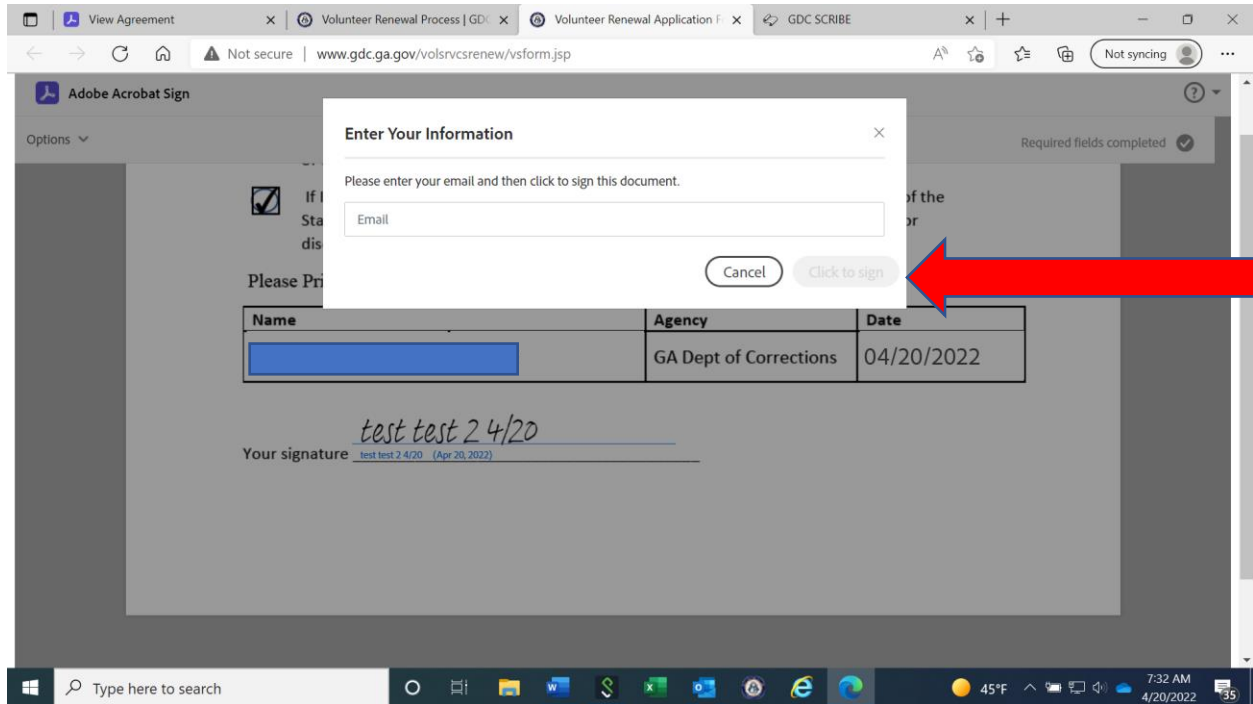 View Agreement
Volunteer Renewal Process | GDC
Volunteer Renewal Application F
GDC SCRIBE
Not secure | www.gdc.ga.gov/volsrvcsrenew/vsform.jsp
Not syncing
Adobe Acrobat Sign
Options
Required fields completed
Enter Your Information
Please enter your email and then click to sign this document.
Email
Cancel
Click to sign
If
of the
Sta
or
dis
Please Pri
Name Agency Date
GA Dept of Corrections 04/20/2022
test test 2 4/20
Your signature test test 2 4/20 (Apr 20, 2022)
Type here to search
45°F
7:32 AM
4/20/2022
35